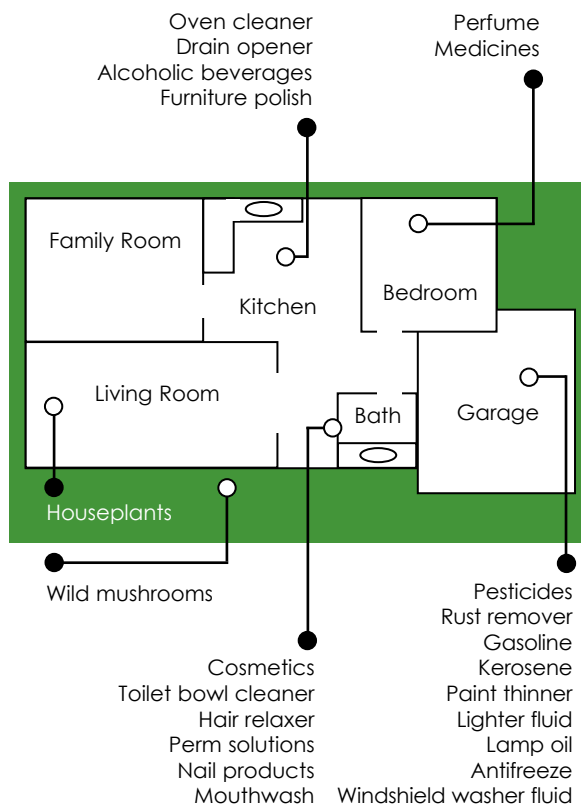 Oven cleaner
Drain opener
Alcoholic beverages
Furniture polish
Perfume
Medicines
Family Room
Kitchen
Bedroom
Living Room
Bath
Garage
Houseplants
Wild mushrooms
Cosmetics
Toilet bowl cleaner
Hair relaxer
Perm solutions
Nail products
Mouthwash
Pesticides
Rust remover
Gasoline
Kerosene
Paint thinner
Lighter fluid
Lamp oil
Antifreeze
Windshield washer fluid